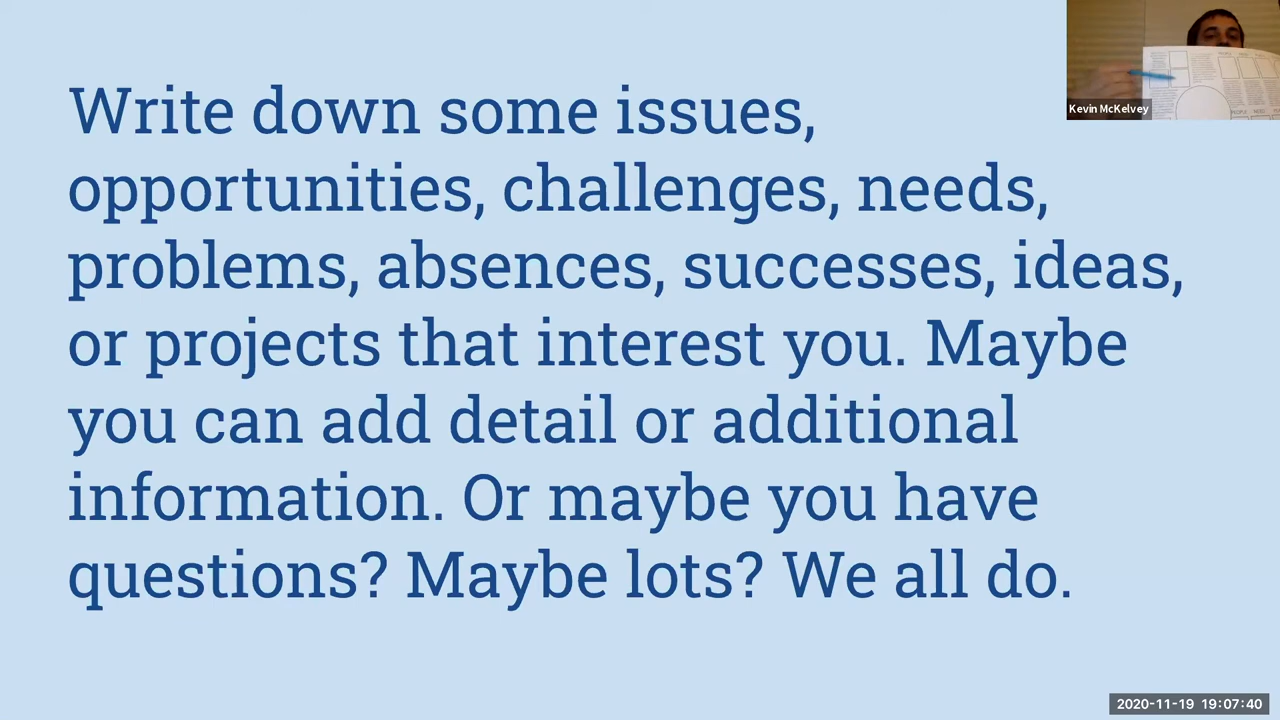 Write down some issues,
opportunities, challenges, needs,
problems, absences, successes, ideas,
or projects that interest you. Maybe
you can add detail or additional
information. Or maybe you have
questions? Maybe lots? We all do.
Kevin McKelvey
2020-11-19 19:07:40